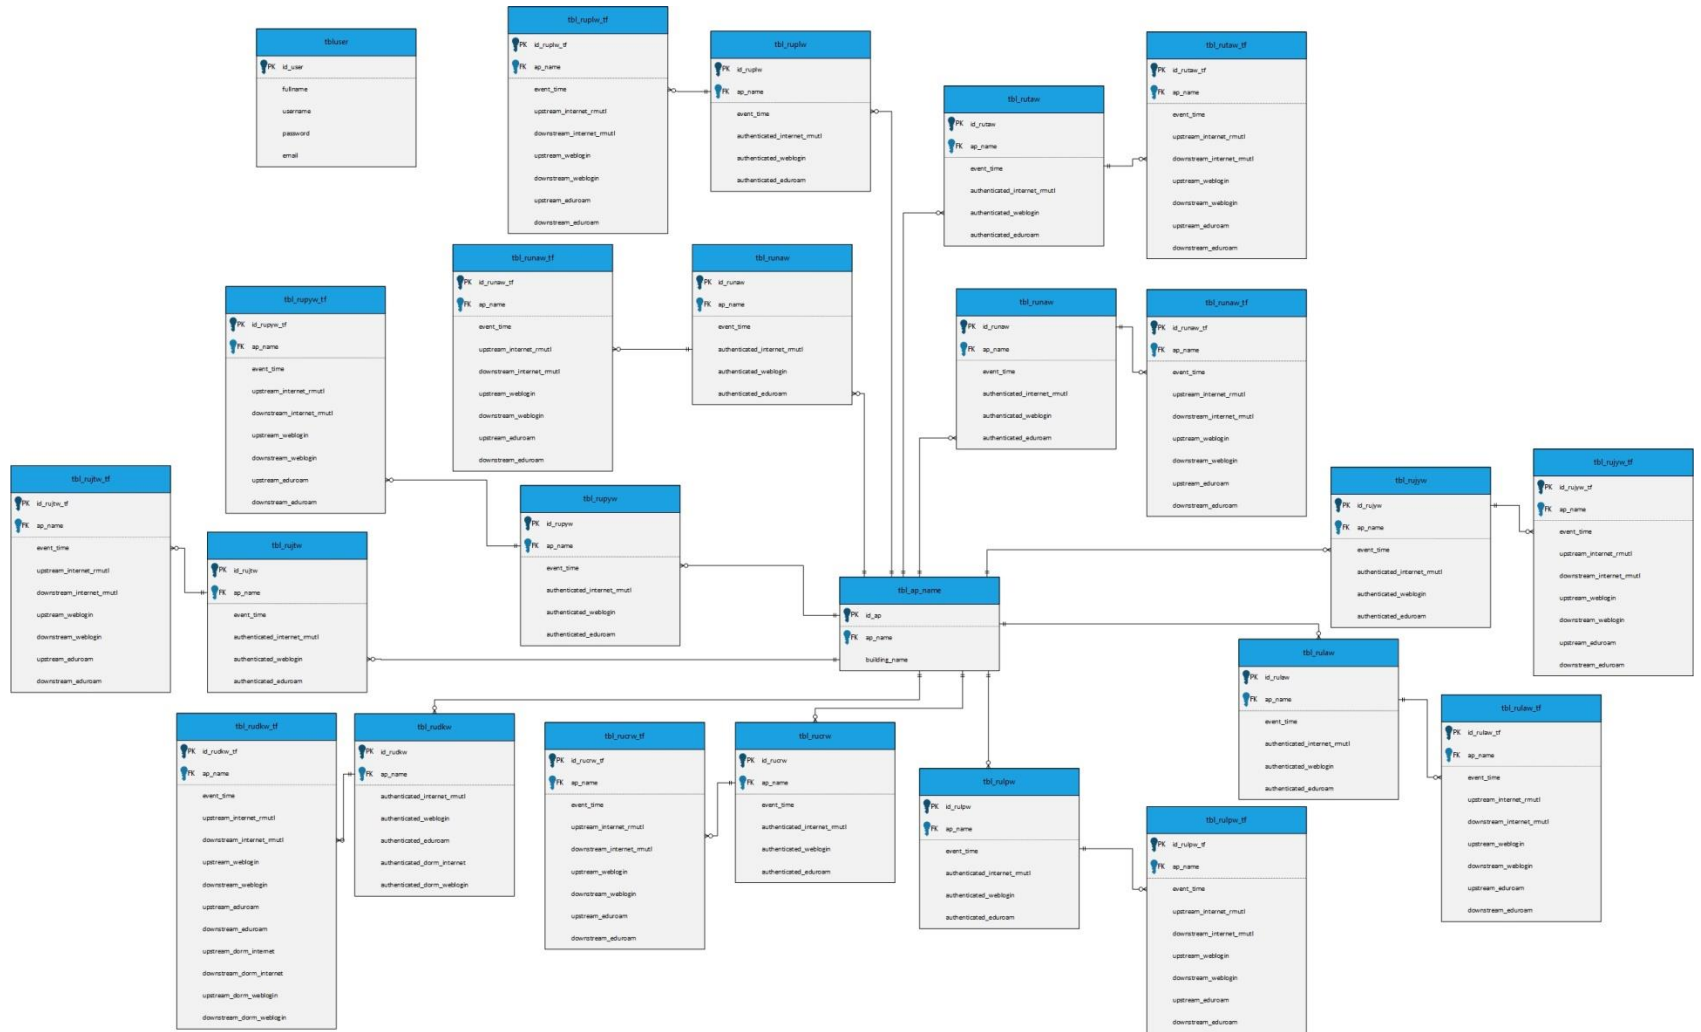 tbluser
PK id_user
fullname
username
password
email
tbl_ruplw_tf
PK id_ruplw_tf
FK ap_name
event_time
upstream_internet_rmutl
downstream_internet_rmutl
upstream_weblogin
downstream_weblogin
upstream_eduroam
downstream_eduroam
tbl_ruplw
PK id_ruplw
FK ap_name
event_time
authenticated_internet_rmutl
authenticated_weblogin
authenticated_eduroam
tbl_rutaw
PK id_rutaw
FK ap_name
event_time
authenticated_internet_rmutl
authenticated_weblogin
authenticated_eduroam
tbl_rutaw_tf
PK id_rutaw_tf
FK ap_name
event_time
upstream_internet_rmutl
downstream_internet_rmutl
upstream_weblogin
downstream_weblogin
upstream_eduroam
downstream_eduroam
tbl_rupyw_tf
PK id_rupyw_tf
FK ap_name
event_time
upstream_internet_rmutl
downstream_internet_rmutl
upstream_weblogin
downstream_weblogin
upstream_eduroam
downstream_eduroam
tbl_runaw_tf
PK id_runaw_tf
FK ap_name
event_time
upstream_internet_rmutl
downstream_internet_rmutl
upstream_weblogin
downstream_weblogin
upstream_eduroam
downstream_eduroam
tbl_runaw
PK id_runaw
FK ap_name
event_time
authenticated_internet_rmutl
authenticated_weblogin
authenticated_eduroam
tbl_runaw
PK id_runaw
FK ap_name
event_time
authenticated_internet_rmutl
authenticated_weblogin
authenticated_eduroam
tbl_runaw_tf
PK id_runaw_tf
FK ap_name
event_time
upstream_internet_rmutl
downstream_internet_rmutl
upstream_weblogin
downstream_weblogin
upstream_eduroam
downstream_eduroam
tbl_rujtw_tf
PK id_rujtw_tf
FK ap_name
event_time
upstream_internet_rmutl
downstream_internet_rmutl
upstream_weblogin
downstream_weblogin
upstream_eduroam
downstream_eduroam
tbl_rujtw
PK id_rujtw
FK ap_name
event_time
authenticated_internet_rmutl
authenticated_weblogin
authenticated_eduroam
tbl_rupyw
PK id_rupyw
FK ap_name
event_time
authenticated_internet_rmutl
authenticated_weblogin
authenticated_eduroam
tbl_ap_name
PK id_ap
FK ap_name
building_name
tbl_rujyw
PK id_rujyw
FK ap_name
event_time
authenticated_internet_rmutl
authenticated_weblogin
authenticated_eduroam
tbl_rujyw_tf
PK id_rujyw_tf
FK ap_name
event_time
upstream_internet_rmutl
downstream_internet_rmutl
upstream_weblogin
downstream_weblogin
upstream_eduroam
downstream_eduroam
tbl_rudkw_tf
PK id_rudkw_tf
FK ap_name
event_time
upstream_internet_rmutl
downstream_internet_rmutl
upstream_weblogin
downstream_weblogin
upstream_eduroam
downstream_eduroam
upstream_dorm_internet
downstream_dorm_internet
upstream_dorm_weblogin
downstream_dorm_weblogin
tbl_rudkw
PK id_rudkw
FK ap_name
authenticated_internet_rmutl
authenticated_weblogin
authenticated_eduroam
authenticated_dorm_internet
authenticated_dorm_weblogin
tbl_rucrw_tf
PK id_rucrw_tf
FK ap_name
event_time
upstream_internet_rmutl
downstream_internet_rmutl
upstream_weblogin
downstream_weblogin
upstream_eduroam
downstream_eduroam
tbl_rucrw
PK id_rucrw
FK ap_name
event_time
authenticated_internet_rmutl
authenticated_weblogin
authenticated_eduroam
tbl_rulpw
PK id_rulpw
FK ap_name
event_time
authenticated_internet_rmutl
authenticated_weblogin
authenticated_eduroam
tbl_rulpw_tf
PK id_rulpw_tf
FK ap_name
event_time
upstream_internet_rmutl
downstream_internet_rmutl
upstream_weblogin
downstream_weblogin
upstream_eduroam
downstream_eduroam
tbl_rulaw
PK id_rulaw
FK ap_name
event_time
authenticated_internet_rmutl
authenticated_weblogin
authenticated_eduroam
tbl_rulaw_tf
PK id_rulaw_tf
FK ap_name
event_time
upstream_internet_rmutl
downstream_internet_rmutl
upstream_weblogin
downstream_weblogin
upstream_eduroam
downstream_eduroam